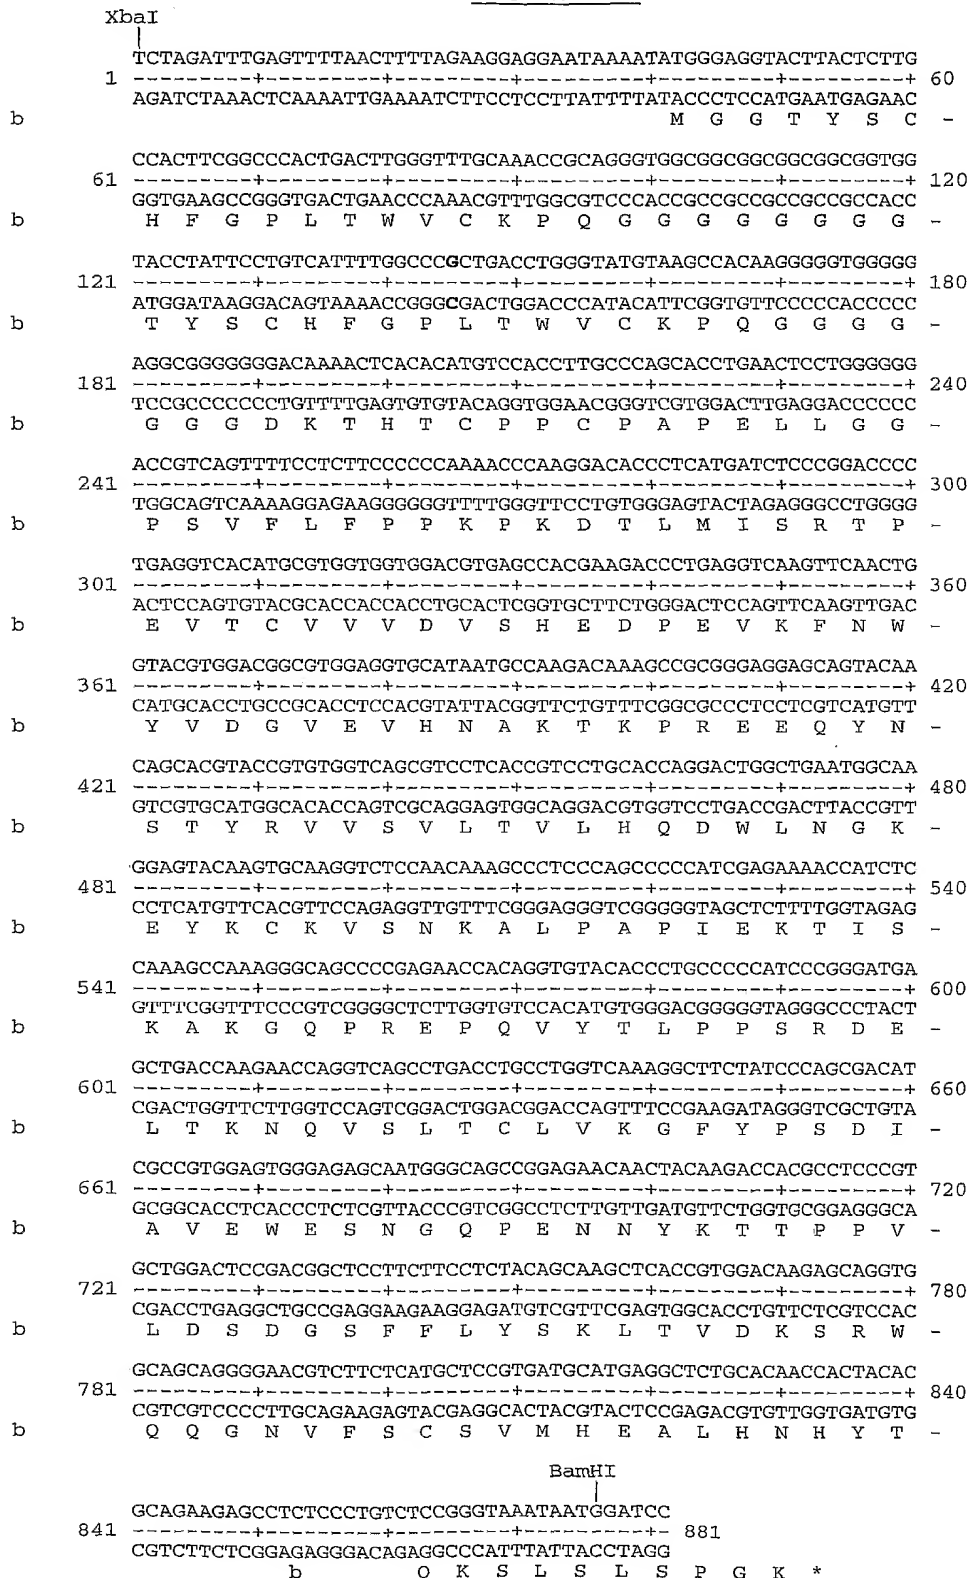 XbaI
|
TCTAGATTTGAGTTTTAACTTTTAGAAGGAGGAATAAAATATGGGAGGTACTTACTCTTG
1 ---------+---------+---------+---------+---------+---------+ 60
AGATCTAAACTCAAAATTGAAAATCTTCCTCCTTATTTTATACCCTCCATGAATGAGAAC
b M G G T Y S C -
CCACTTCGGCCCACTGACTTGGGTTTGCAAACCGCAGGGTGGCGGCGGCGGCGGCGGTGG
61 ---------+---------+---------+---------+---------+---------+ 120
GGTGAAGCCGGGTGACTGAACCCAAACGTTTGGCGTCCCACCGCCGCCGCCGCCGCCACC
b H F G P L T W V C K P Q G G G G G G G G -
TACCTATTCCTGTCATTTTGGCCCGCTGACCTGGGTATGTAAGCCACAAGGGGGTGGGGG
121 ---------+---------+---------+---------+---------+---------+ 180
ATGGATAAGGACAGTAAAACCGGGCGACTGGACCCATACATTCGGTGTTCCCCCACCCCC
b T Y S C H F G P L T W V C K P Q G G G G -
AGGCGGGGGGGACAAAACTCACACATGTCCACCTTGCCCAGCACCTGAACTCCTGGGGGG
181 ---------+---------+---------+---------+---------+---------+ 240
TCCGCCCCCCCTGTTTTGAGTGTGTACAGGTGGAACGGGTCGTGGACTTGAGGACCCCCC
b G G G D K T H T C P P C P A P E L L G G -
ACCGTCAGTTTTCCTCTTCCCCCCAAAACCCAAGGACACCCTCATGATCTCCCGGACCCC
241 ---------+---------+---------+---------+---------+---------+ 300
TGGCAGTCAAAAGGAGAAGGGGGGTTTTGGGTTCCTGTGGGAGTACTAGAGGGCCTGGGG
b P S V F L F P P K P K D T L M I S R T P -
TGAGGTCACATGCGTGGTGGTGGACGTGAGCCACGAAGACCCTGAGGTCAAGTTCAACTG
301 ---------+---------+---------+---------+---------+---------+ 360
ACTCCAGTGTACGCACCACCACCTGCACTCGGTGCTTCTGGGACTCCAGTTCAAGTTGAC
b E V T C V V V D V S H E D P E V K F N W -
GTACGTGGACGGCGTGGAGGTGCATAATGCCAAGACAAAGCCGCGGGAGGAGCAGTACAA
361 ---------+---------+---------+---------+---------+---------+ 420
CATGCACCTGCCGCACCTCCACGTATTACGGTTCTGTTTCGGCGCCCTCCTCGTCATGTT
b Y V D G V E V H N A K T K P R E E Q Y N -
CAGCACGTACCGTGTGGTCAGCGTCCTCACCGTCCTGCACCAGGACTGGCTGAATGGCAA
421 ---------+---------+---------+---------+---------+---------+ 480
GTCGTGCATGGCACACCAGTCGCAGGAGTGGCAGGACGTGGTCCTGACCGACTTACCGTT
b S T Y R V V S V L T V L H Q D W L N G K -
GGAGTACAAGTGCAAGGTCTCCAACAAAGCCCTCCCAGCCCCCATCGAGAAAACCATCTC
481 ---------+---------+---------+---------+---------+---------+ 540
CCTCATGTTCACGTTCCAGAGGTTGTTTCGGGAGGGTCGGGGGTAGCTCTTTTGGTAGAG
b E Y K C K V S N K A L P A P I E K T I S -
CAAAGCCAAAGGGCAGCCCCGAGAACCACAGGTGTACACCCTGCCCCCATCCCGGGATGA
541 ---------+---------+---------+---------+---------+---------+ 600
GTTTCGGTTTCCCGTCGGGGCTCTTGGTGTCCACATGTGGGACGGGGGTAGGGCCCTACT
b K A K G Q P R E P Q V Y T L P P S R D E -
GCTGACCAAGAACCAGGTCAGCCTGACCTGCCTGGTCAAAGGCTTCTATCCCAGCGACAT
601 ---------+---------+---------+---------+---------+---------+ 660
CGACTGGTTCTTGGTCCAGTCGGACTGGACGGACCAGTTTCCGAAGATAGGGTCGCTGTA
b L T K N Q V S L T C L V K G F Y P S D I -
CGCCGTGGAGTGGGAGAGCAATGGGCAGCCGGAGAACAACTACAAGACCACGCCTCCCGT
661 ---------+---------+---------+---------+---------+---------+ 720
GCGGCACCTCACCCTCTCGTTACCCGTCGGCCTCTTGTTGATGTTCTGGTGCGGAGGGCA
b A V E W E S N G Q P E N N Y K T T P P V -
GCTGGACTCCGACGGCTCCTTCTTCCTCTACAGCAAGCTCACCGTGGACAAGAGCAGGTG
721 ---------+---------+---------+---------+---------+---------+ 780
CGACCTGAGGCTGCCGAGGAAGAAGGAGATGTCGTTCGAGTGGCACCTGTTCTCGTCCAC
b L D S D G S F F L Y S K L T V D K S R W -
GCAGCAGGGGAACGTCTTCTCATGCTCCGTGATGCATGAGGCTCTGCACAACCACTACAC
781 ---------+---------+---------+---------+---------+---------+ 840
CGTCGTCCCCTTGCAGAAGAGTACGAGGCACTACGTACTCCGAGACGTGTTGGTGATGTG
b Q Q G N V F S C S V M H E A L H N H Y T -
BamHI
|
GCAGAAGAGCCTCTCCCTGTCTCCGGGTAAATAATGGATCC
841 ---------+---------+---------+---------+- 881
CGTCTTCTCGGAGAGGGACAGAGGCCCATTTATTACCTAGG
b Q K S L S L S P G K *